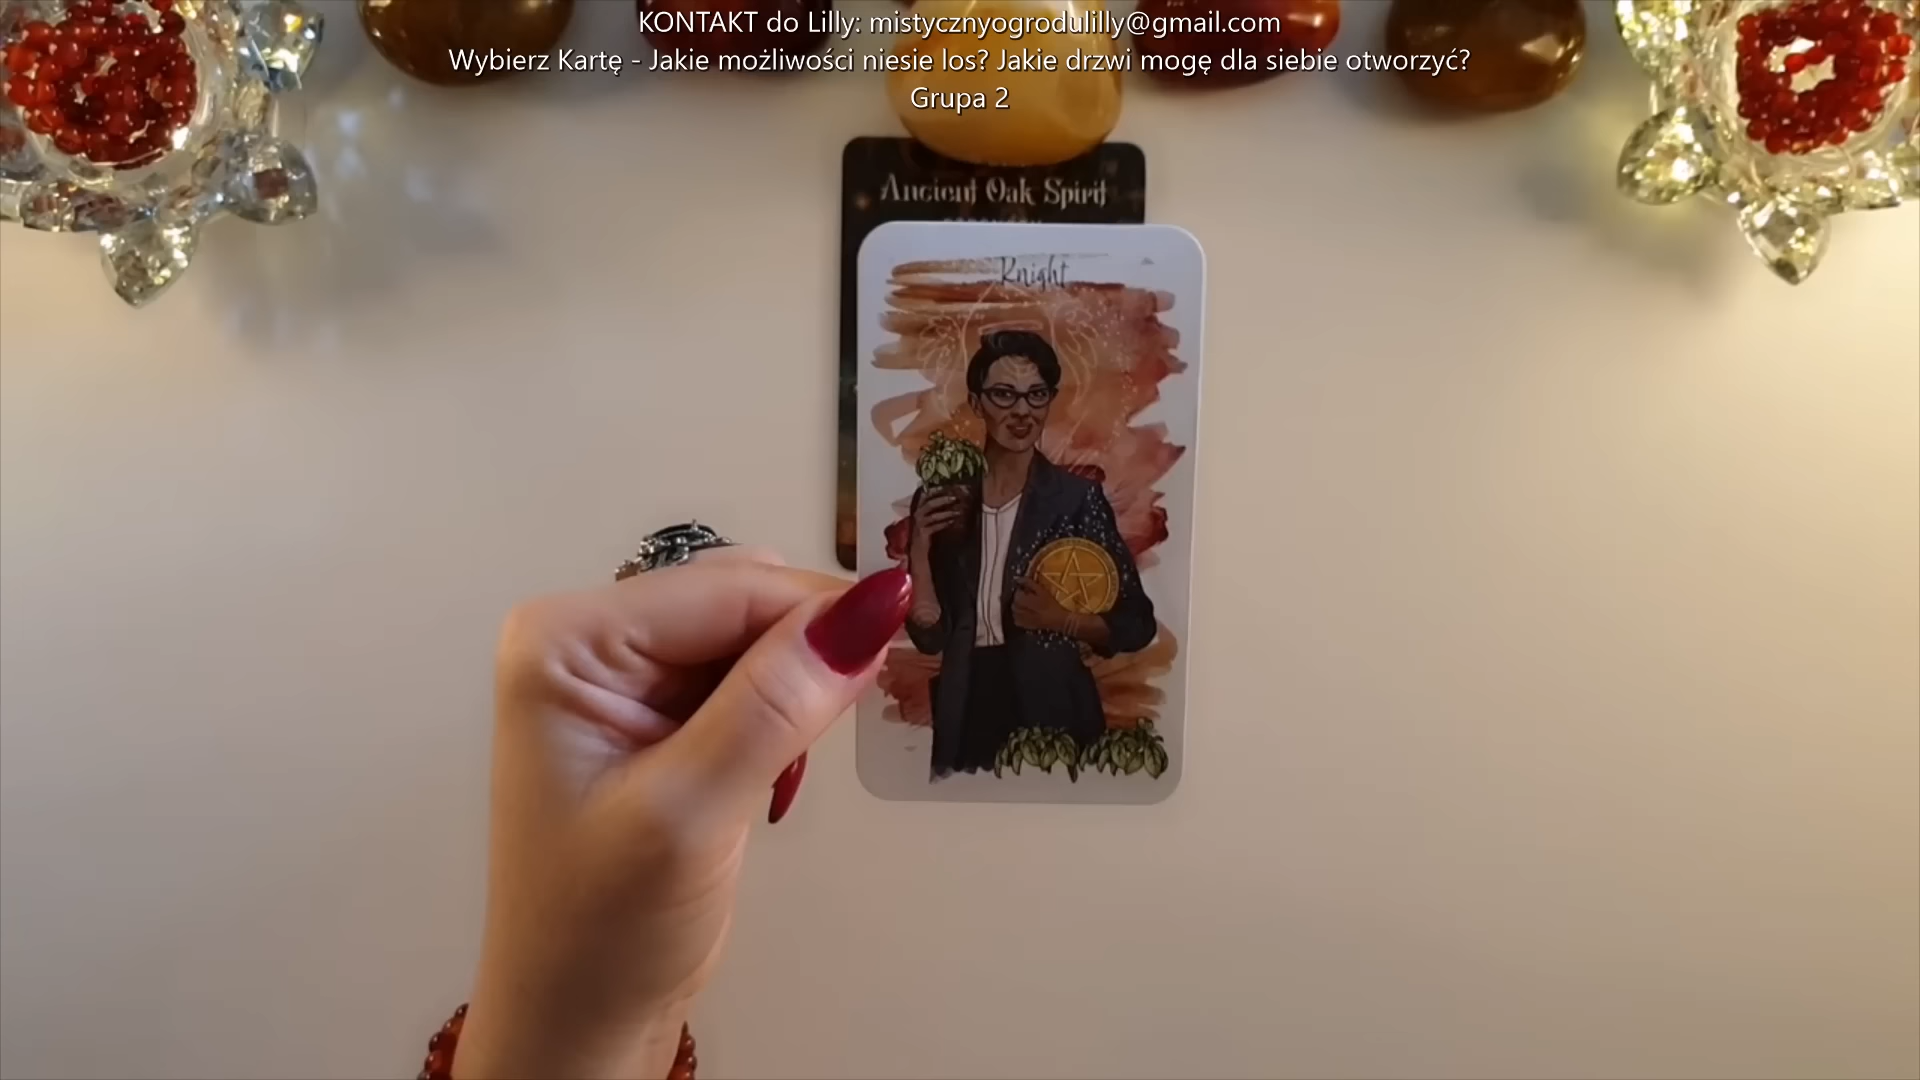 KONTAKT do Lilly: mistycznyogrodulilly@gmail.com
Wybierz Kartę - Jakie możliwości niesie los? Jakie drzwi mogę dla siebie otworzyć?
Grupa 2
Ancient Oak Spirit
Knight